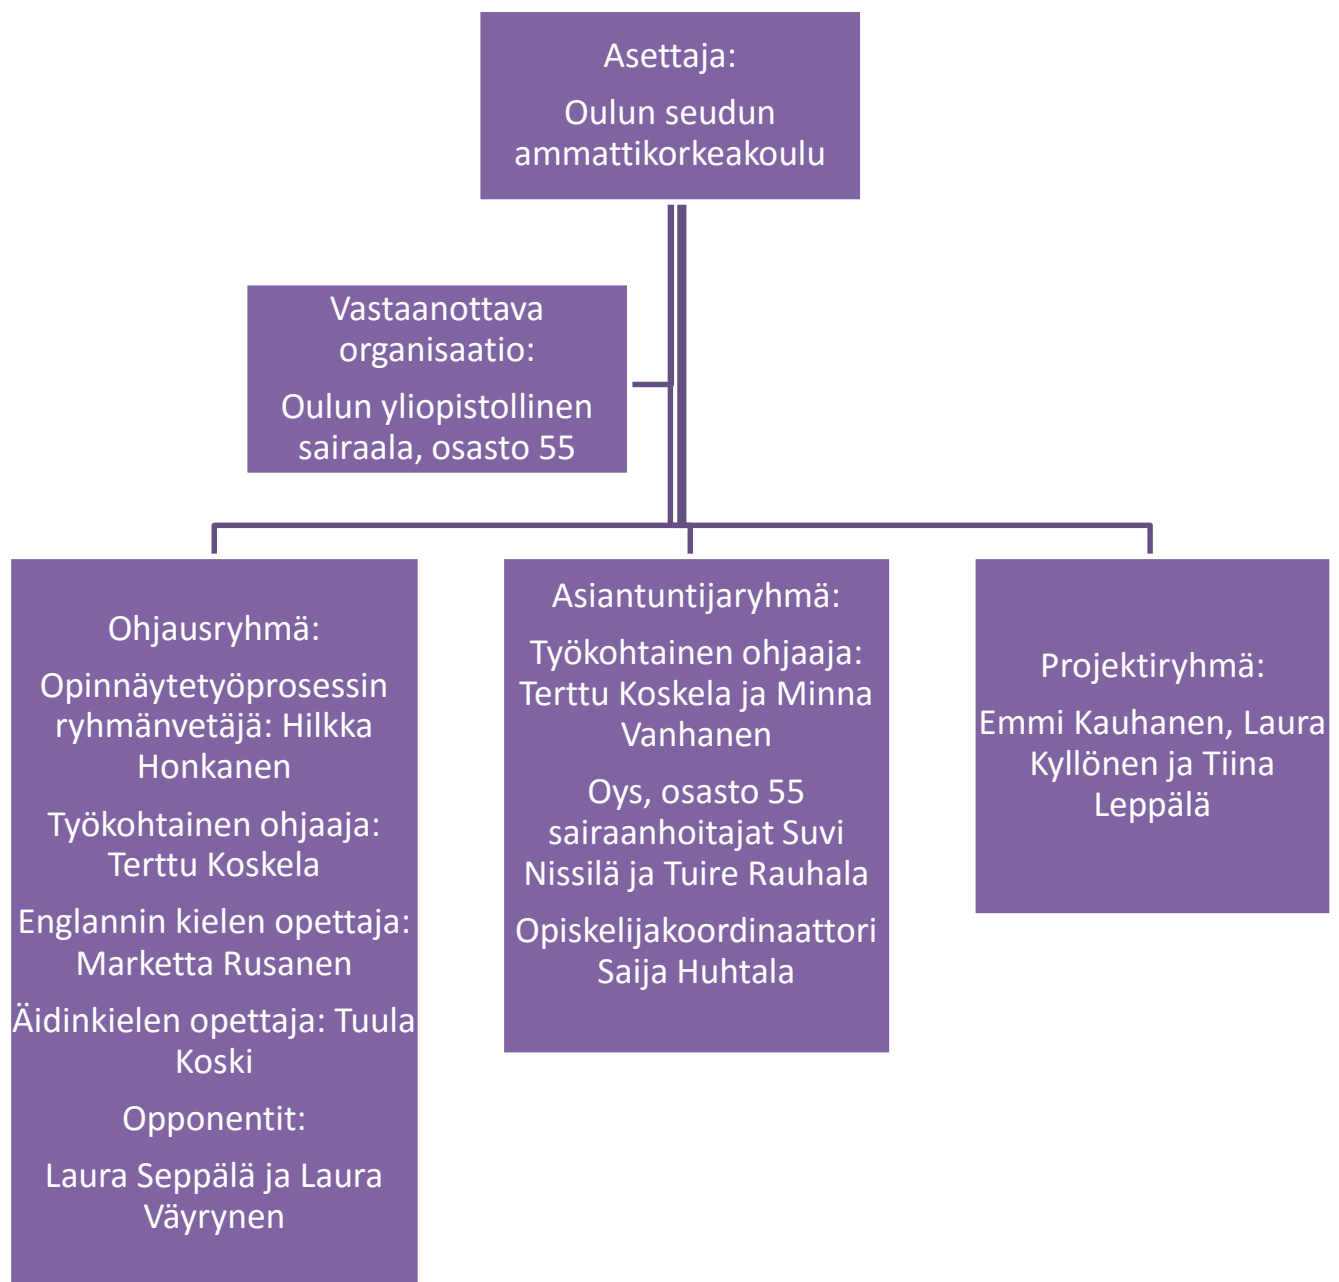 Asettaja:
Oulun seudun
ammattikorkeakoulu
Vastaanottava
organisaatio:
Oulun yliopistollinen
sairaala, osasto 55
Ohjausryhmä:
Opinnäytetyöprosessin
ryhmänvetäjä: Hilkka
Honkanen
Työkohtainen ohjaaja:
Terttu Koskela
Englannin kielen opettaja:
Marketta Rusanen
Äidinkielen opettaja: Tuula
Koski
Opponentit:
Laura Seppälä ja Laura
Väyrynen
Asiantuntijaryhmä:
Työkohtainen ohjaaja:
Terttu Koskela ja Minna
Vanhanen
Oys, osasto 55
sairaanhoitajat Suvi
Nissilä ja Tuire Rauhala
Opiskelijakoordinaattori
Saija Huhtala
Projektiryhmä:
Emmi Kauhanen, Laura
Kyllönen ja Tiina
Leppälä